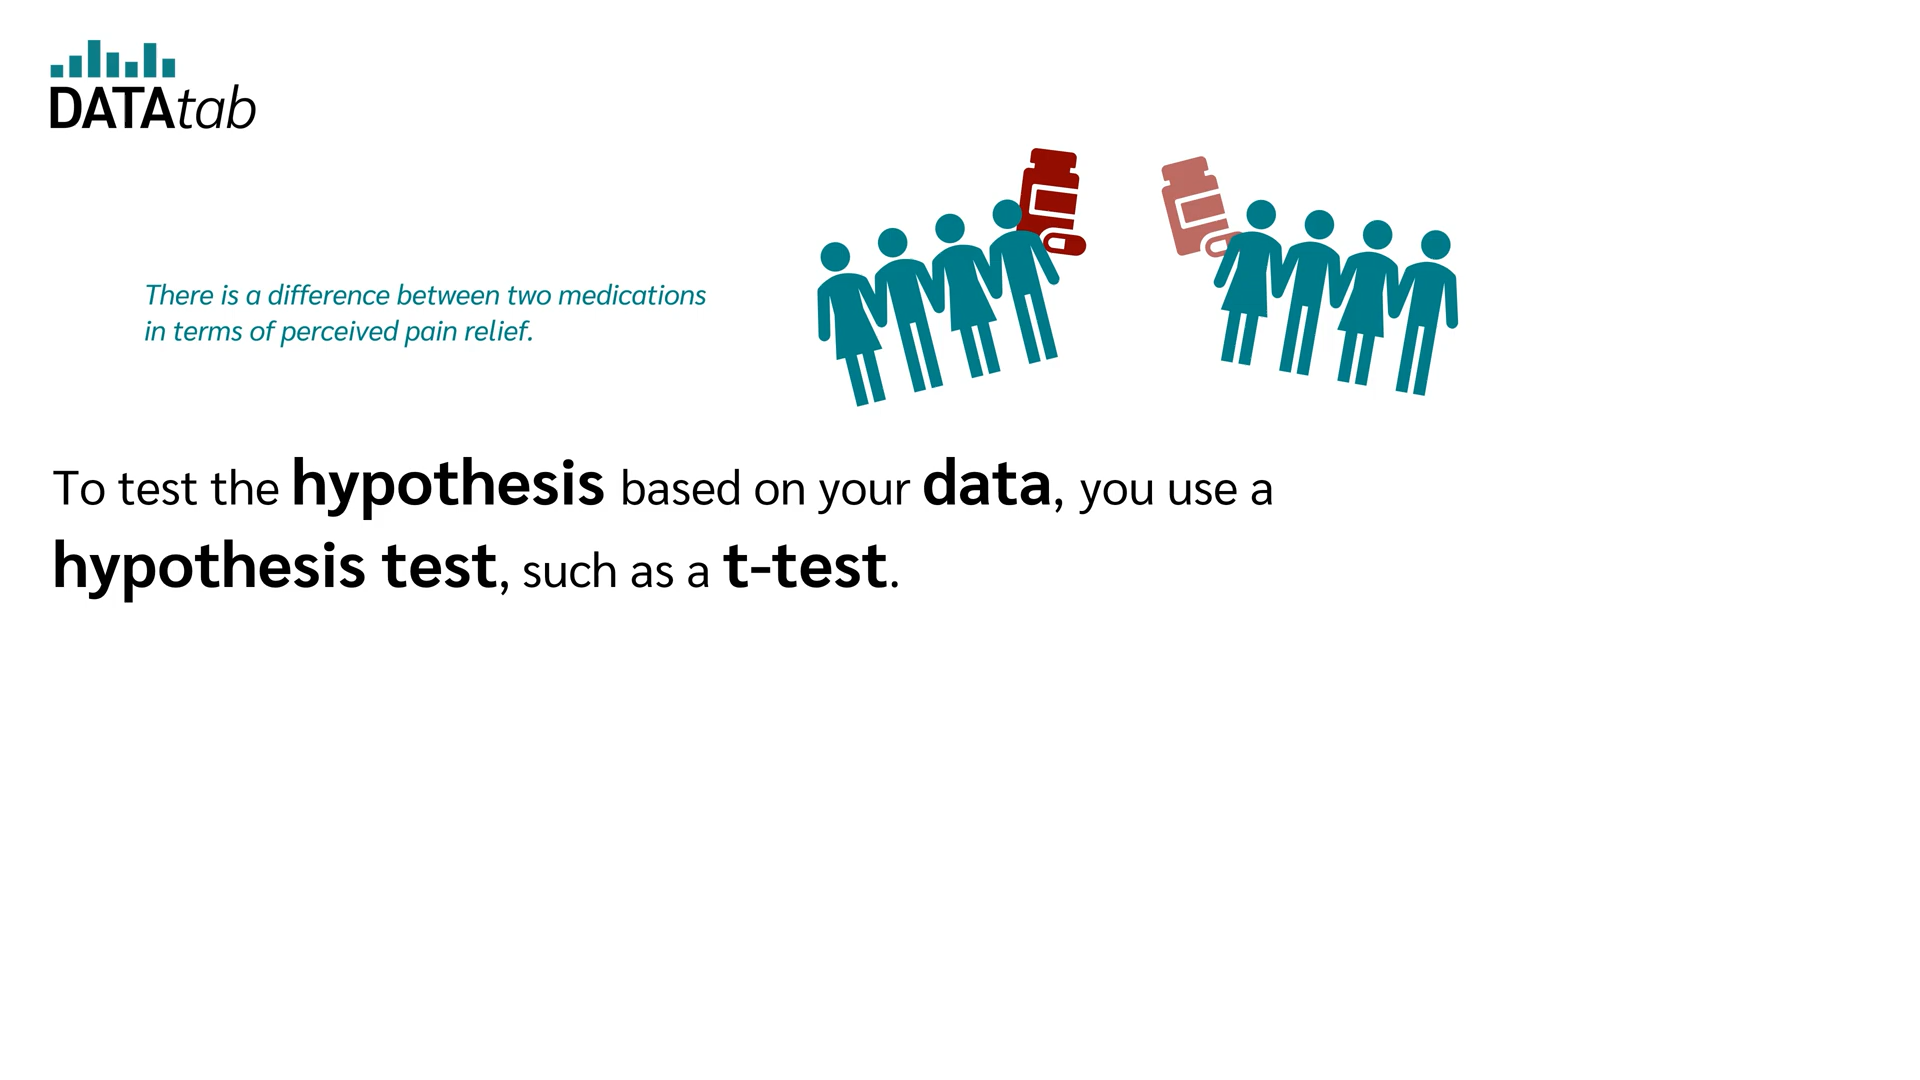 DATAtab
There is a difference between two medications
in terms of perceived pain relief.
To test the hypothesis based on your data, you use a
hypothesis test, such as a t-test.